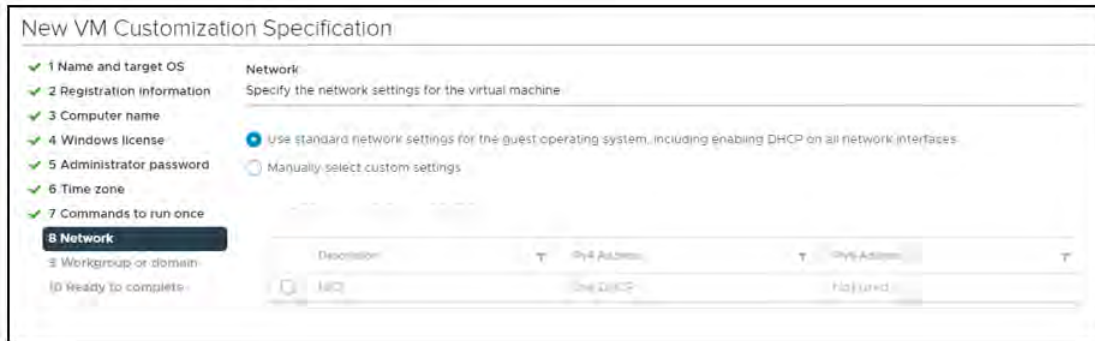 New VM Customization Specification
1 Name and target OS
2 Registration information
3 Computer name
4 Windows license
5 Administrator password
6 Time zone
7 Commands to run once
8 Network
9 Workgroup or domain
10 Ready to complete
Network
Specify the network settings for the virtual machine
Use standard network settings for the guest operating system, including enabling DHCP on all network interfaces
Manually select custom settings
Description IPv4 Address IPv6 Address
NIC1 Use DHCP Not used